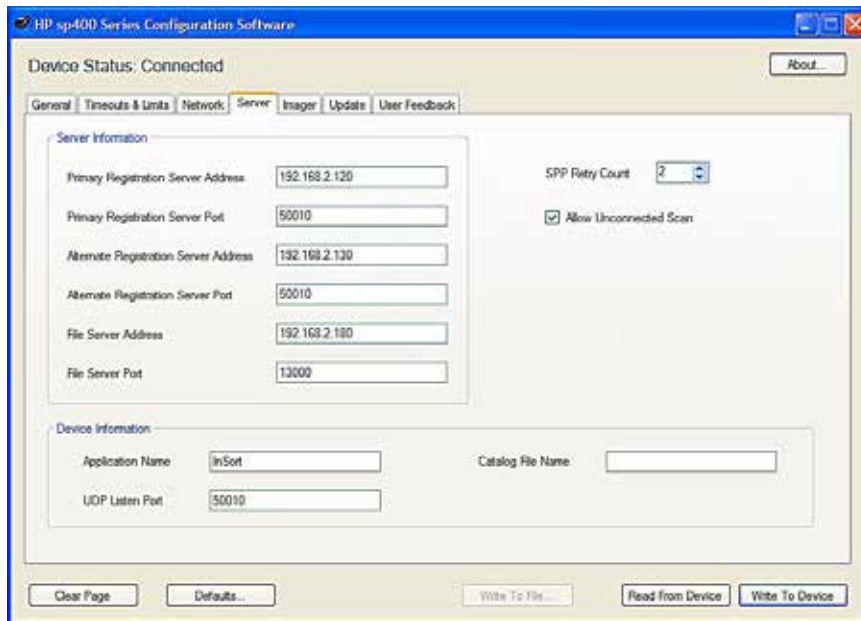 HP sp400 Series Configuration Software
Device Status: Connected
About...
General Timeouts & Limits Network Server Imager Update User Feedback
Server Information
Primary Registration Server Address 192.168.2.120
SPP Retry Count 2
Primary Registration Server Port 50010
Allow Unconnected Scan
Alternate Registration Server Address 192.168.2.130
Alternate Registration Server Port 50010
File Server Address 192.168.2.180
File Server Port 13000
Device Information
Application Name InSort
Catalog File Name
UDP Listen Port 50010
Clear Page Defaults... Write To File... Read From Device Write To Device